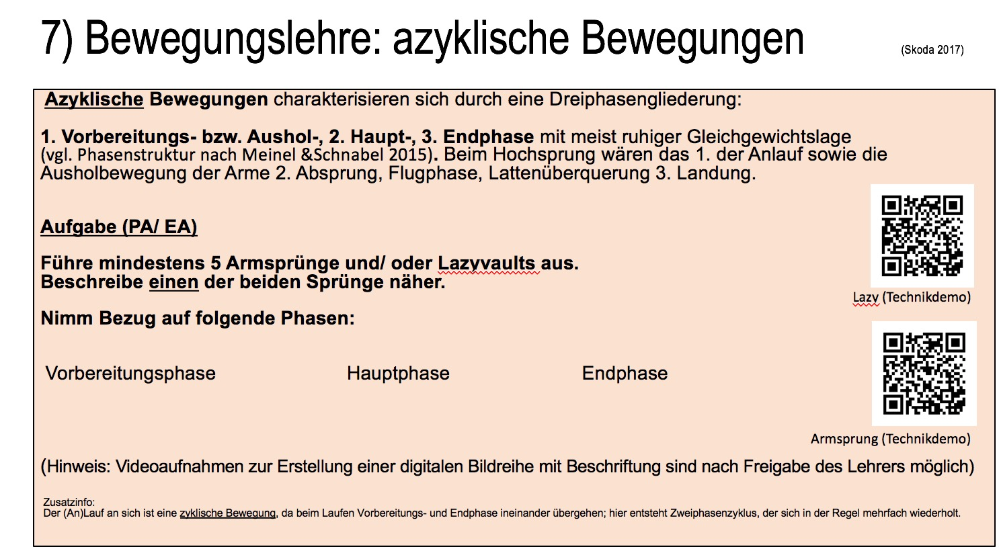 7) Bewegungslehre: azyklische Bewegungen (Skoda 2017)
Azyklische Bewegungen charakterisieren sich durch eine Dreiphasengliederung:
1. Vorbereitungs- bzw. Aushol-, 2. Haupt-, 3. Endphase mit meist ruhiger Gleichgewichtslage
(vgl. Phasenstruktur nach Meinel &Schnabel 2015). Beim Hochsprung wären das 1. der Anlauf sowie die
Ausholbewegung der Arme 2. Absprung, Flugphase, Lattenüberquerung 3. Landung.
Aufgabe (PA/ EA)
Führe mindestens 5 Armsprünge und/ oder Lazyvaults aus.
Beschreibe einen der beiden Sprünge näher.
Lazy (Technikdemo)
Nimm Bezug auf folgende Phasen:
Vorbereitungsphase Hauptphase Endphase
Armsprung (Technikdemo)
(Hinweis: Videoaufnahmen zur Erstellung einer digitalen Bildreihe mit Beschriftung sind nach Freigabe des Lehrers möglich)
Zusatzinfo:
Der (An)Lauf an sich ist eine zyklische Bewegung, da beim Laufen Vorbereitungs- und Endphase ineinander übergehen; hier entsteht Zweiphasenzyklus, der sich in der Regel mehrfach wiederholt.